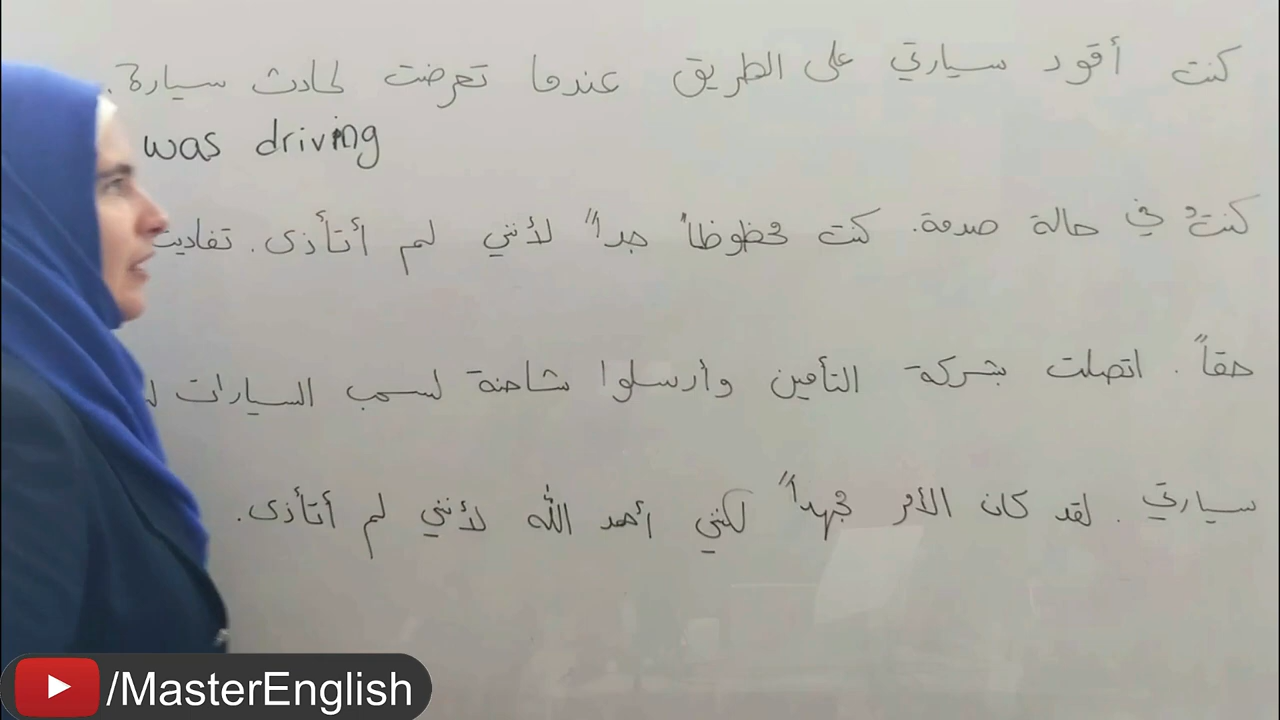 كنت أقود سيارتي على الطريق عندما تعرضت لحادث سيارة.
was driving
كنتُ في حالة صدمة. كنت محظوظاً جداً لأنني لم أتأذى. تفاديت
حقاً. اتصلت بشركة التأمين وأرسلوا شاحنة لسحب السيارات
سيارتي. لقد كان الأمر مجهداً لكنني أحمد الله لأنني لم أتأذى.
/MasterEnglish